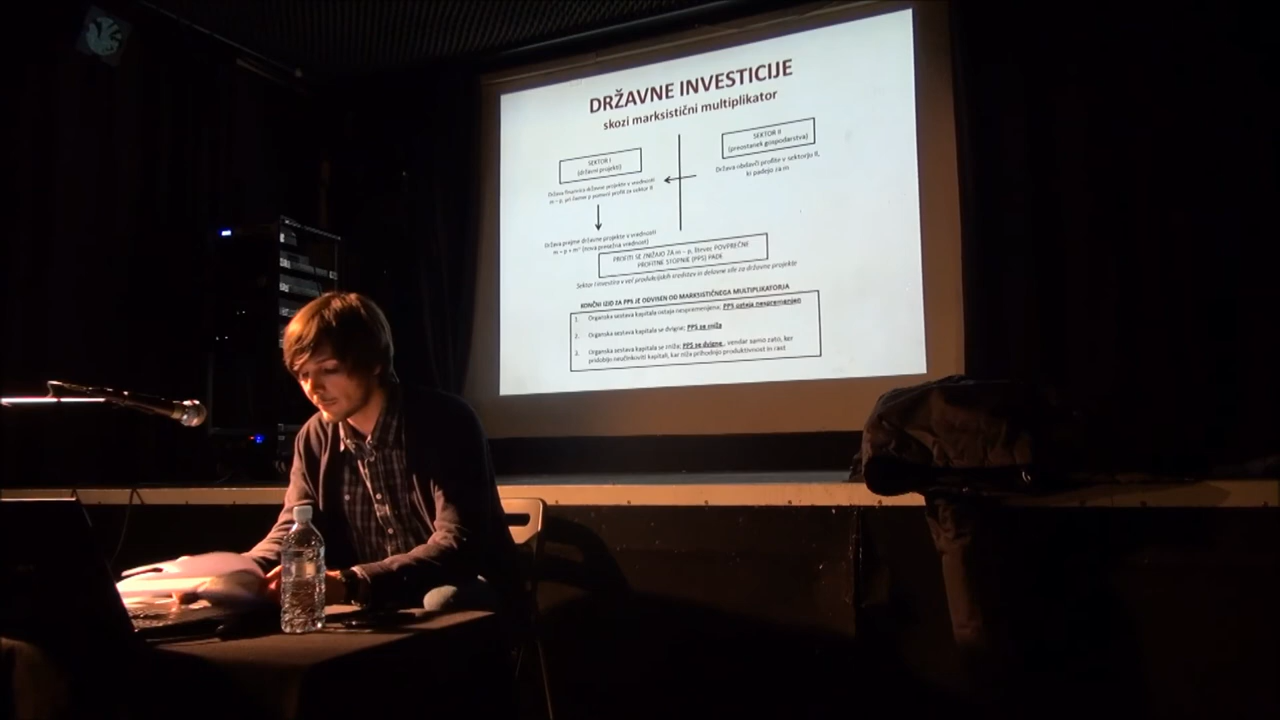 DRŽAVNE INVESTICIJE
skozi marksistični multiplikator
SEKTOR I
(državni projekti)
SEKTOR II
(preostanek gospodarstva)
Država financira državne projekte v vrednosti
m – p, pri čemer p pomeni profit za sektor II
Država obdavči profite v sektorju II,
ki padejo za m
Država prejme državne projekte v vrednosti
(nova presežna vrednost)
PROFITI SE ZNIŽAJO ZA m – p, števec POVPREČNE
PROFITNE STOPNJE (PPS) PADE
Sektor I investira v več produkcijskih sredstev in delovne sile za državne projekte
KONČNI IZID ZA PPS JE ODVISEN OD MARKSISTIČNEGA MULTIPLIKATORJA
1. Organska sestava kapitala ostaja nespremenjena; PPS ostaja nespremenjen
2. Organska sestava kapitala se dvigne; PPS se zniža
3. Organska sestava kapitala se zniža; PPS se dvigne, vendar samo zato, ker
pridobijo neučinkoviti kapitali, kar niža prihodnjo produktivnost in rast